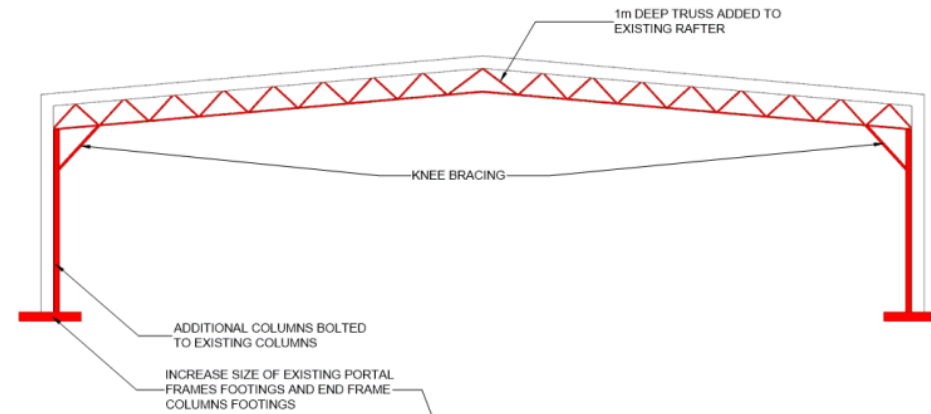 1m DEEP TRUSS ADDED TO
EXISTING RAFTER
KNEE BRACING
ADDITIONAL COLUMNS BOLTED
TO EXISTING COLUMNS
INCREASE SIZE OF EXISTING PORTAL
FRAMES FOOTINGS AND END FRAME
COLUMNS FOOTINGS